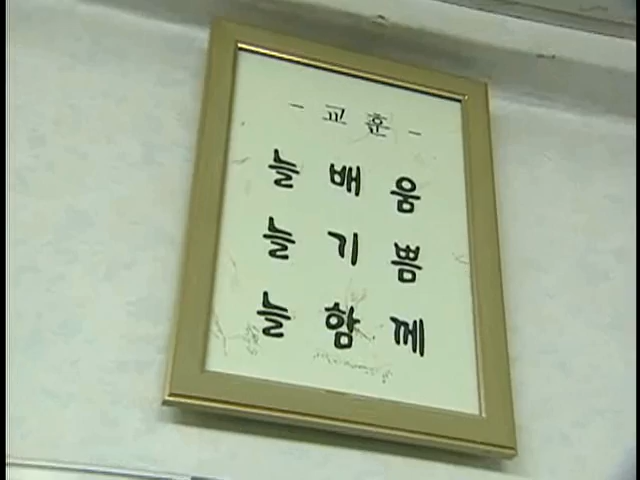 - 교훈 -
늘 배움
늘 기쁨
늘 함께